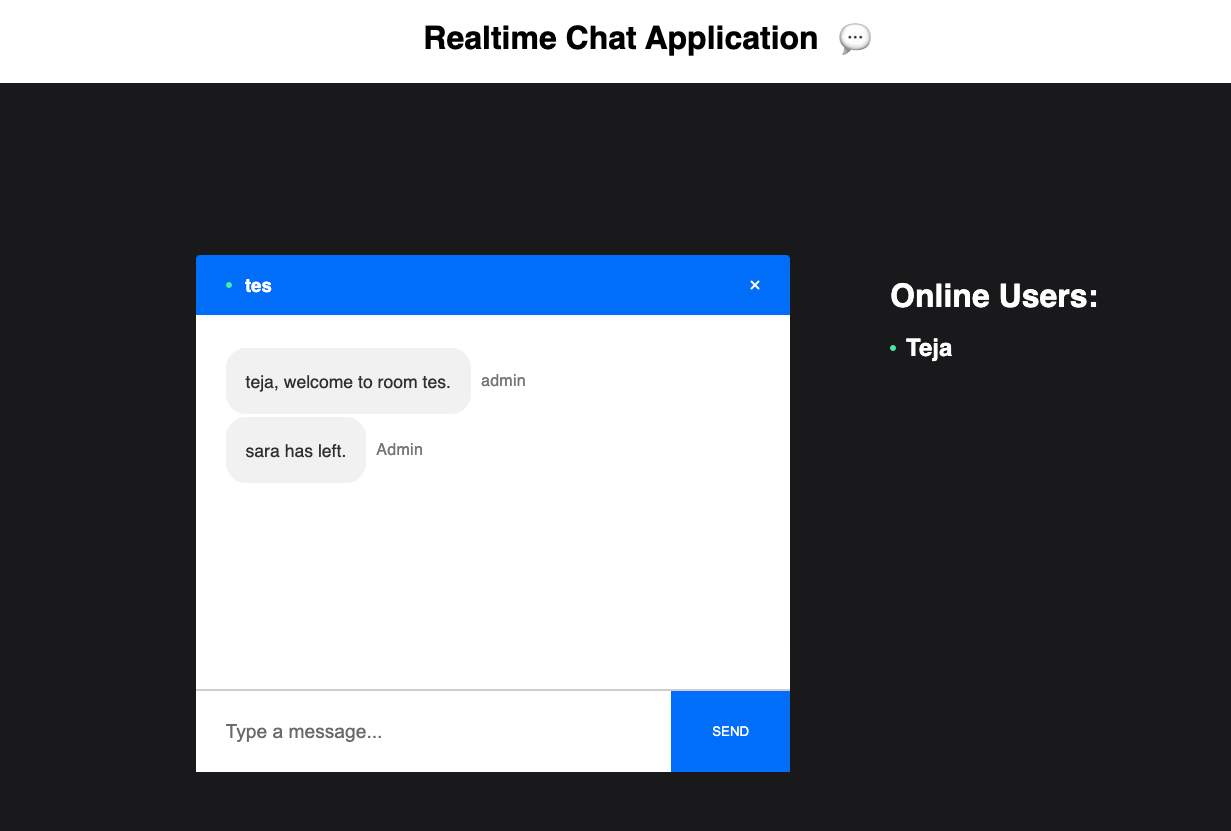 Realtime Chat Application 💬
tes ×
teja, welcome to room tes. admin
sara has left. Admin
Type a message...
SEND
Online Users:
Teja